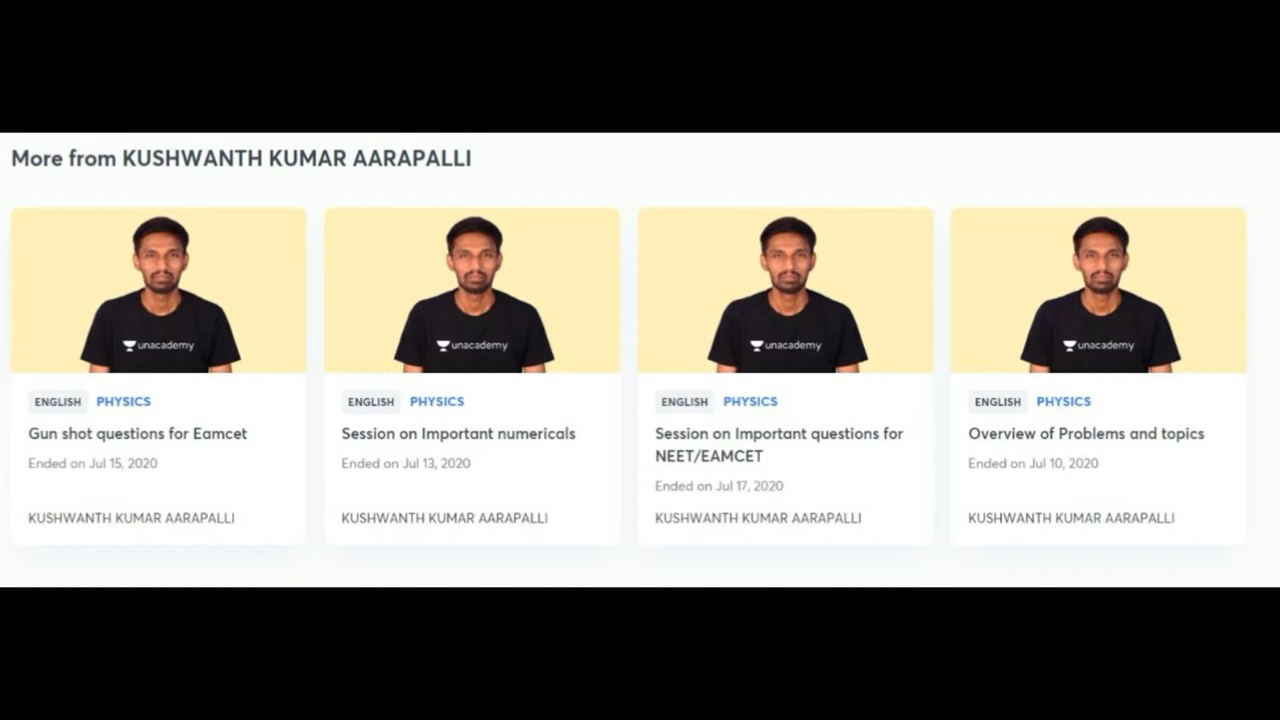 More from KUSHWANTH KUMAR AARAPALLI
unacademy
ENGLISH PHYSICS
Gun shot questions for Eamcet
Ended on Jul 15, 2020
KUSHWANTH KUMAR AARAPALLI
unacademy
ENGLISH PHYSICS
Session on Important numericals
Ended on Jul 13, 2020
KUSHWANTH KUMAR AARAPALLI
unacademy
ENGLISH PHYSICS
Session on Important questions for
NEET/EAMCET
Ended on Jul 17, 2020
KUSHWANTH KUMAR AARAPALLI
unacademy
ENGLISH PHYSICS
Overview of Problems and topics
Ended on Jul 10, 2020
KUSHWANTH KUMAR AARAPALLI